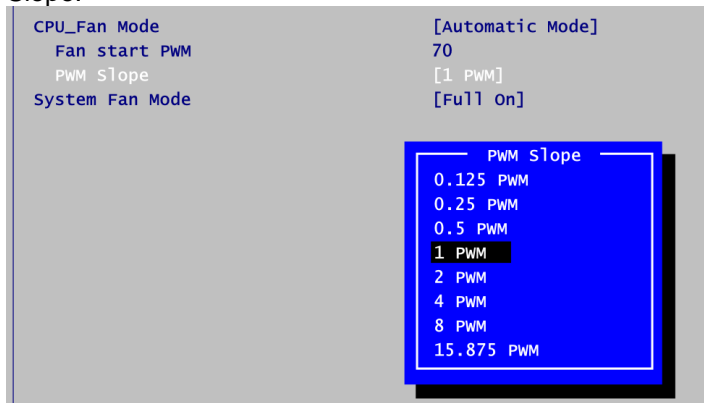 Slope.
CPU_Fan Mode [Automatic Mode]
Fan start PWM 70
PWM Slope [1 PWM]
System Fan Mode [Full On]
PWM Slope
0.125 PWM
0.25 PWM
0.5 PWM
1 PWM
2 PWM
4 PWM
8 PWM
15.875 PWM